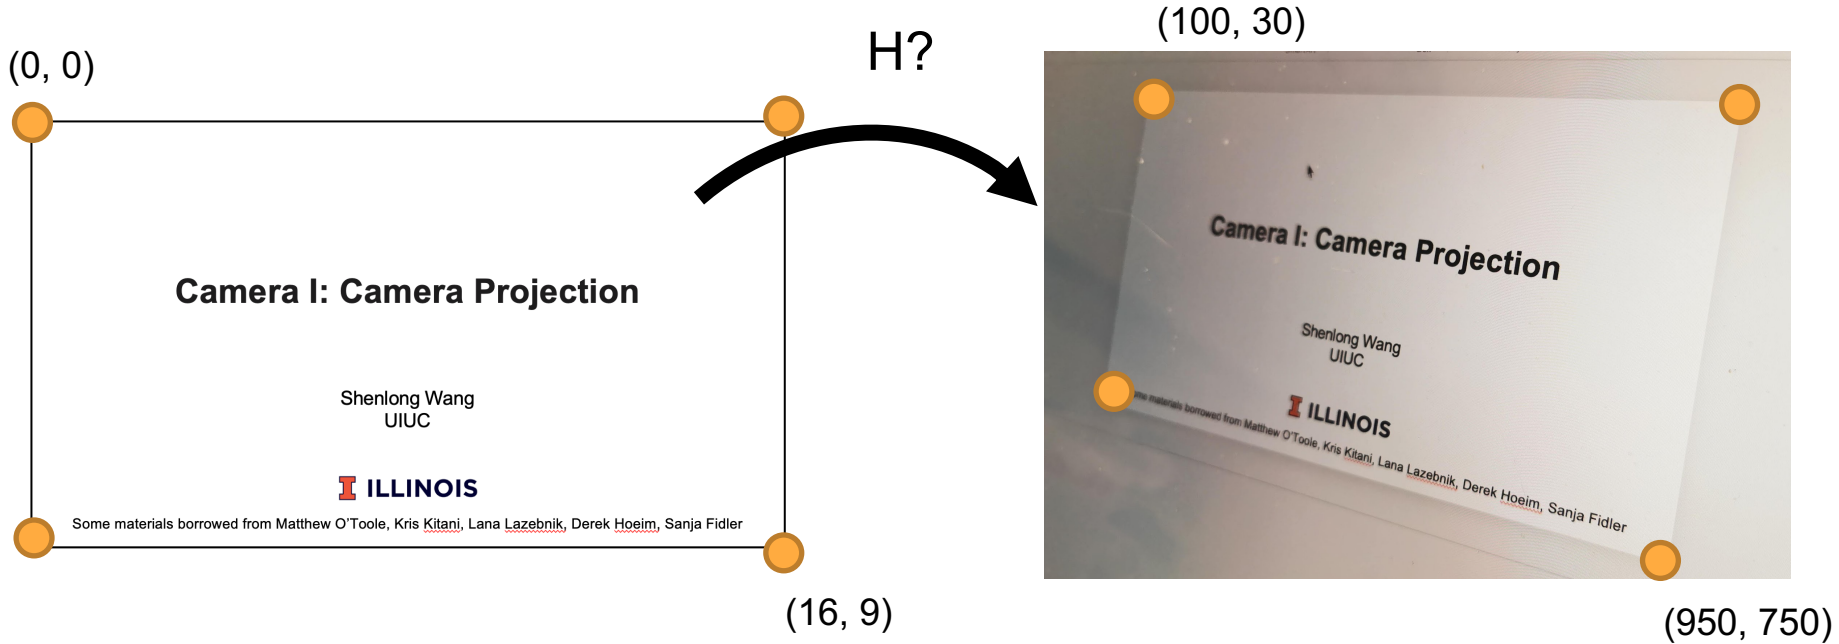 (0, 0)
H?
(100, 30)
Camera I: Camera Projection
Shenlong Wang
UIUC
ILLINOIS
Some materials borrowed from Matthew O'Toole, Kris Kitani, Lana Lazebnik, Derek Hoeim, Sanja Fidler
(16, 9)
Camera I: Camera Projection
Shenlong Wang
UIUC
ILLINOIS
materials borrowed from Matthew O'Toole, Kris Kitani, Lana Lazebnik, Derek Hoeim, Sanja Fidler
(950, 750)